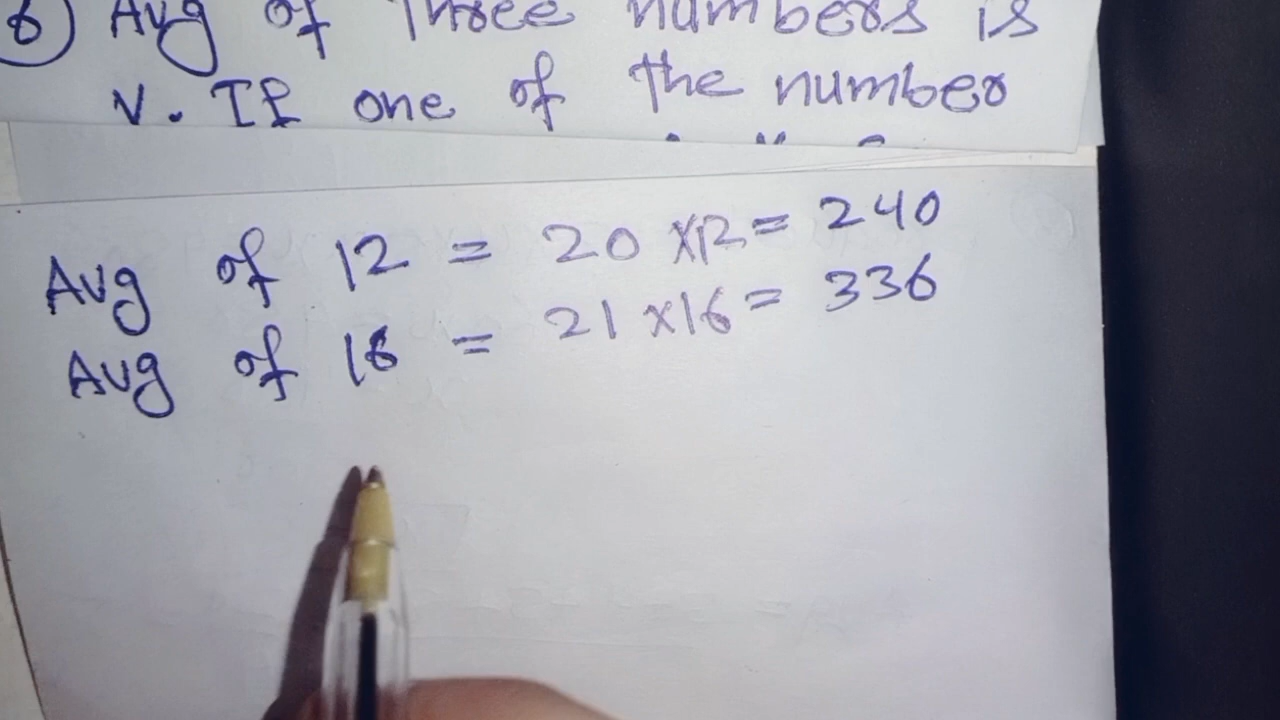 6) Avg of Three numbers is
V. If one of the number
Avg of 12 = 20 x12 = 240
Avg of 16 = 21 x16 = 336